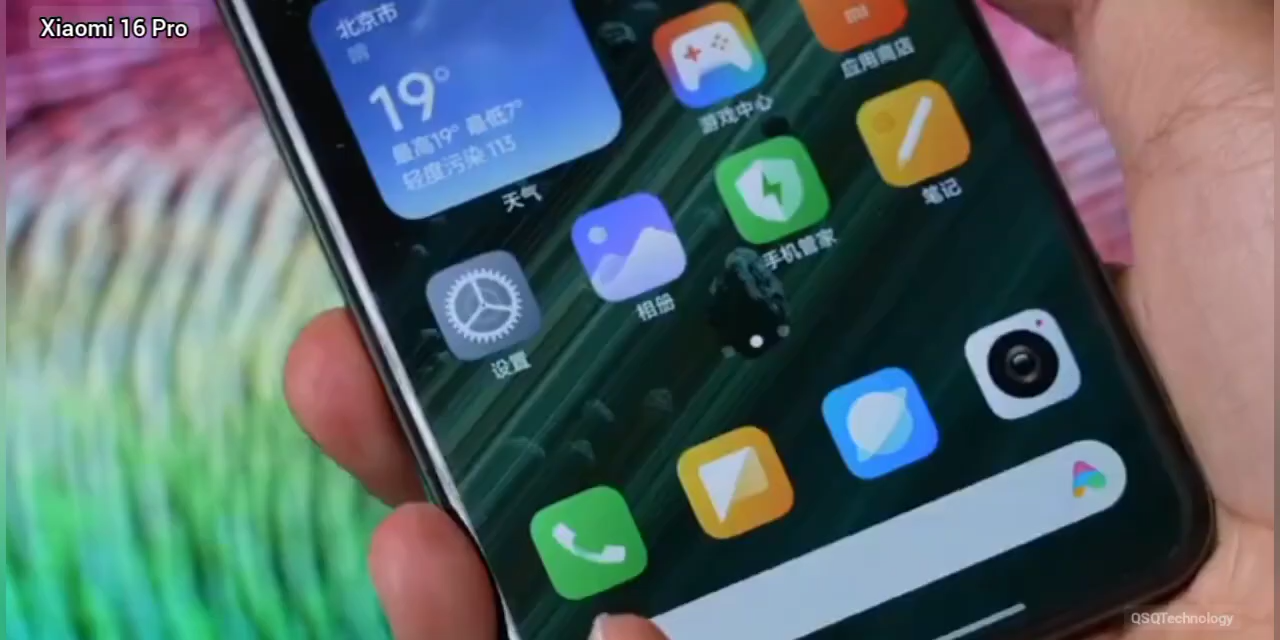 Xiaomi 16 Pro
北京市
晴
19°
最高19° 最低7°
轻度污染 113
天气
游戏中心
mi
应用商店
设置
相册
手机管家
笔记
QSQTechnology